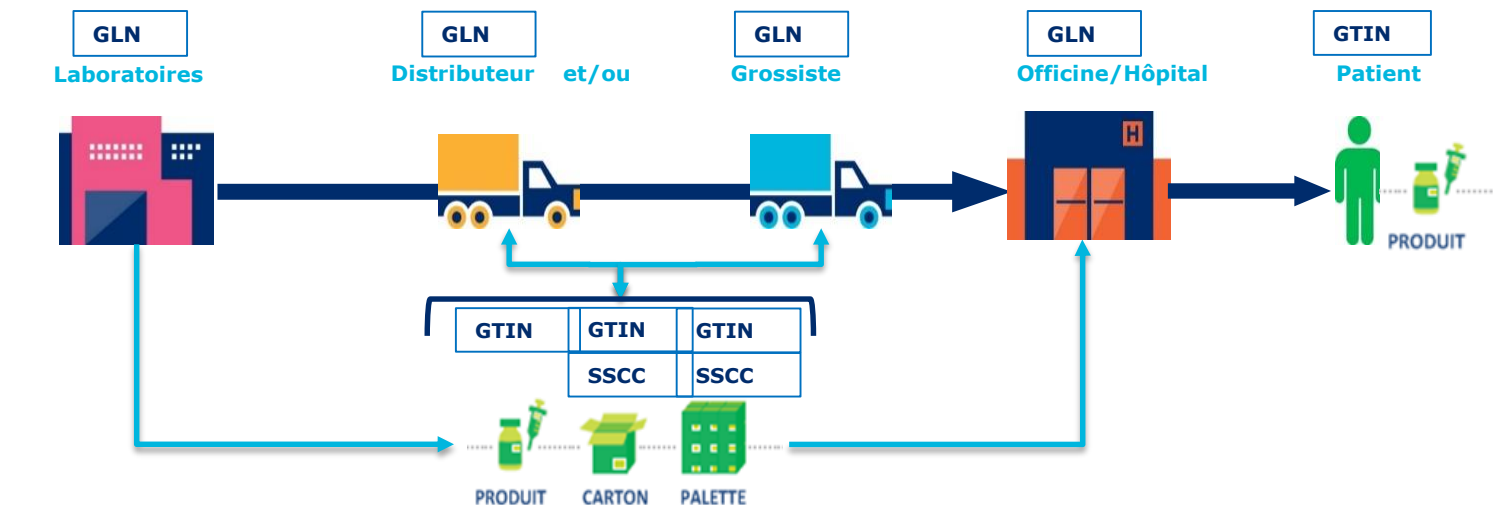 GLN GLN GLN GLN GTIN
Laboratoires Distributeur et/ou Grossiste Officine/Hôpital Patient
H
PRODUIT
GTIN GTIN GTIN
SSCC SSCC
PRODUIT CARTON PALETTE